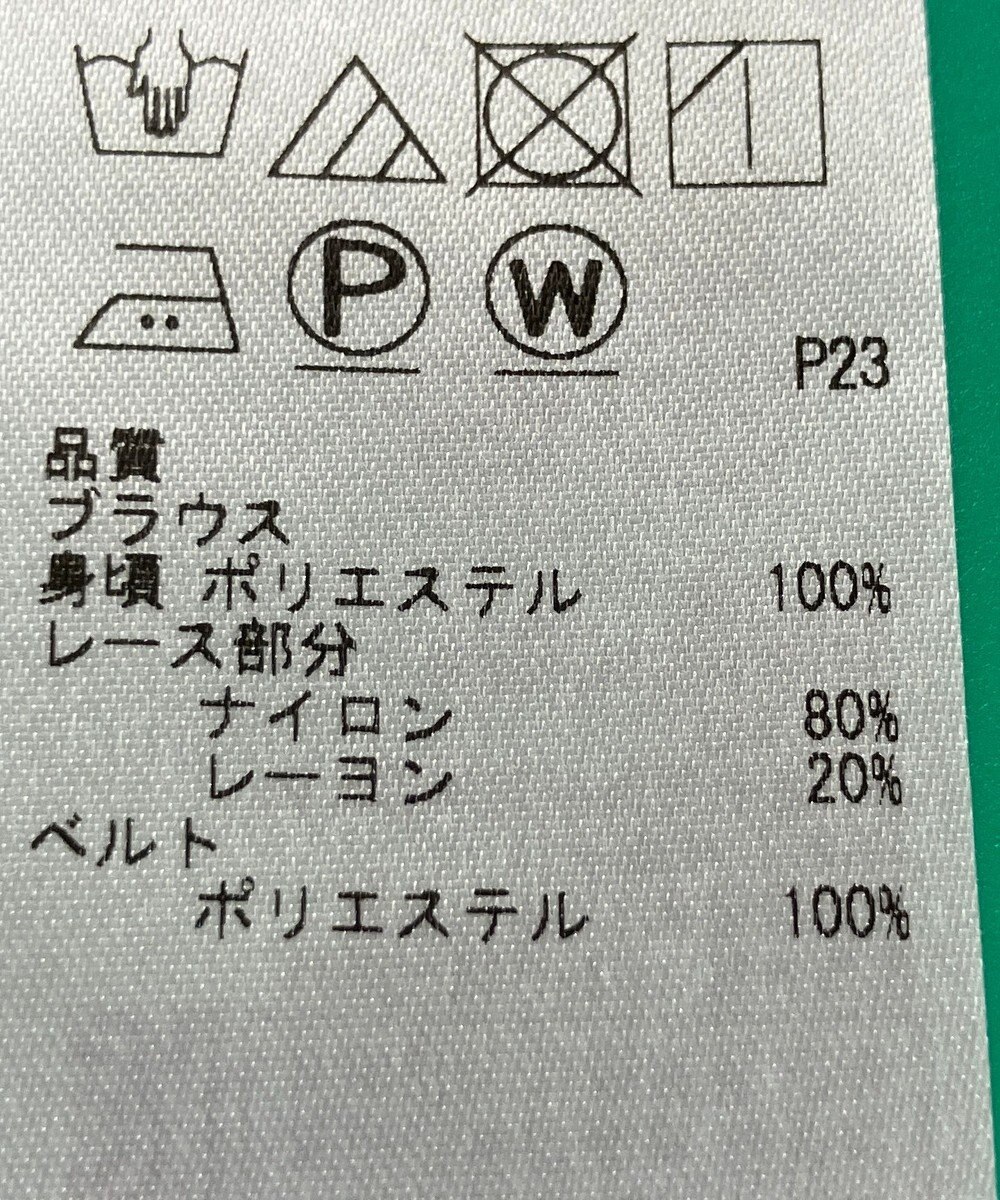 P W
P23
品質
ブラウス
身頃 ポリエステル 100%
レース部分
ナイロン 80%
レーヨン 20%
ベルト
ポリエステル 100%